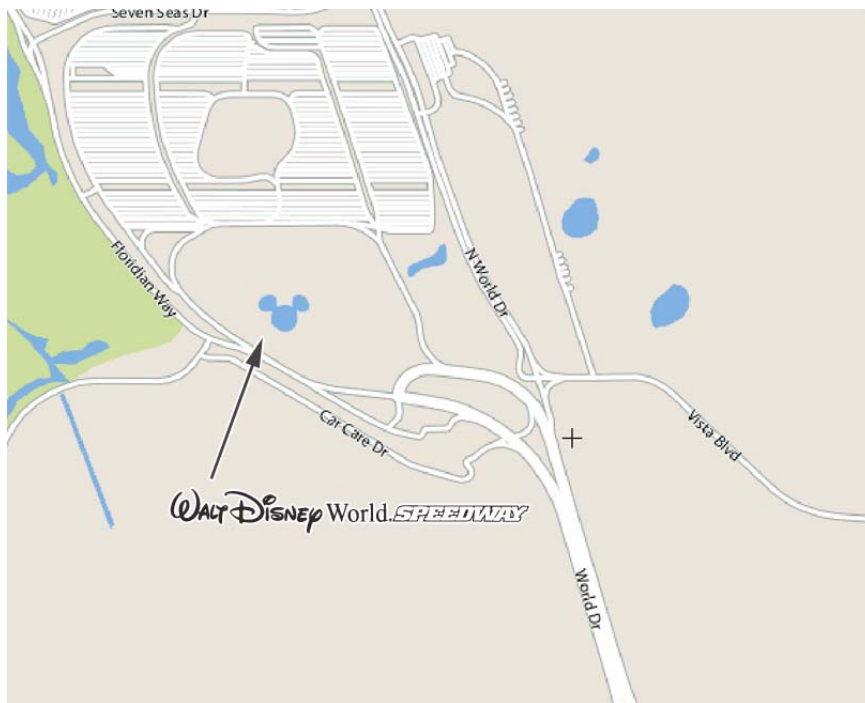 Seven Seas Dr
N World Dr
Floridian Way
Car Care Dr
Vista Blvd
WALT DISNEY World. SPEEDWAY
World Dr